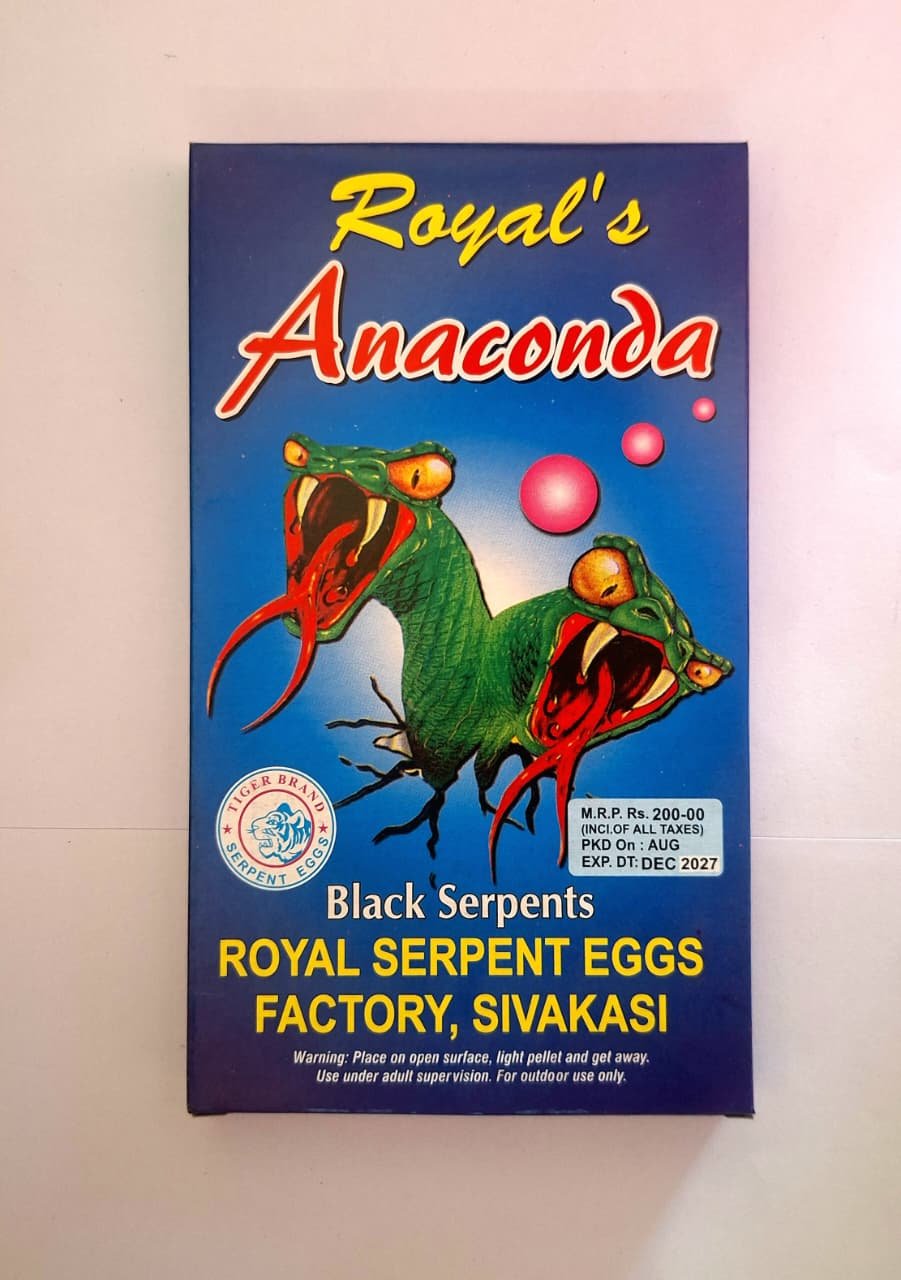 Royal's
Anaconda
TIGER BRAND
SERPENT EGGS
M.R.P. Rs. 200-00
(INCl.OF ALL TAXES)
PKD On : AUG
EXP. DT: DEC 2027
Black Serpents
ROYAL SERPENT EGGS
FACTORY, SIVAKASI
Warning: Place on open surface, light pellet and get away.
Use under adult supervision. For outdoor use only.